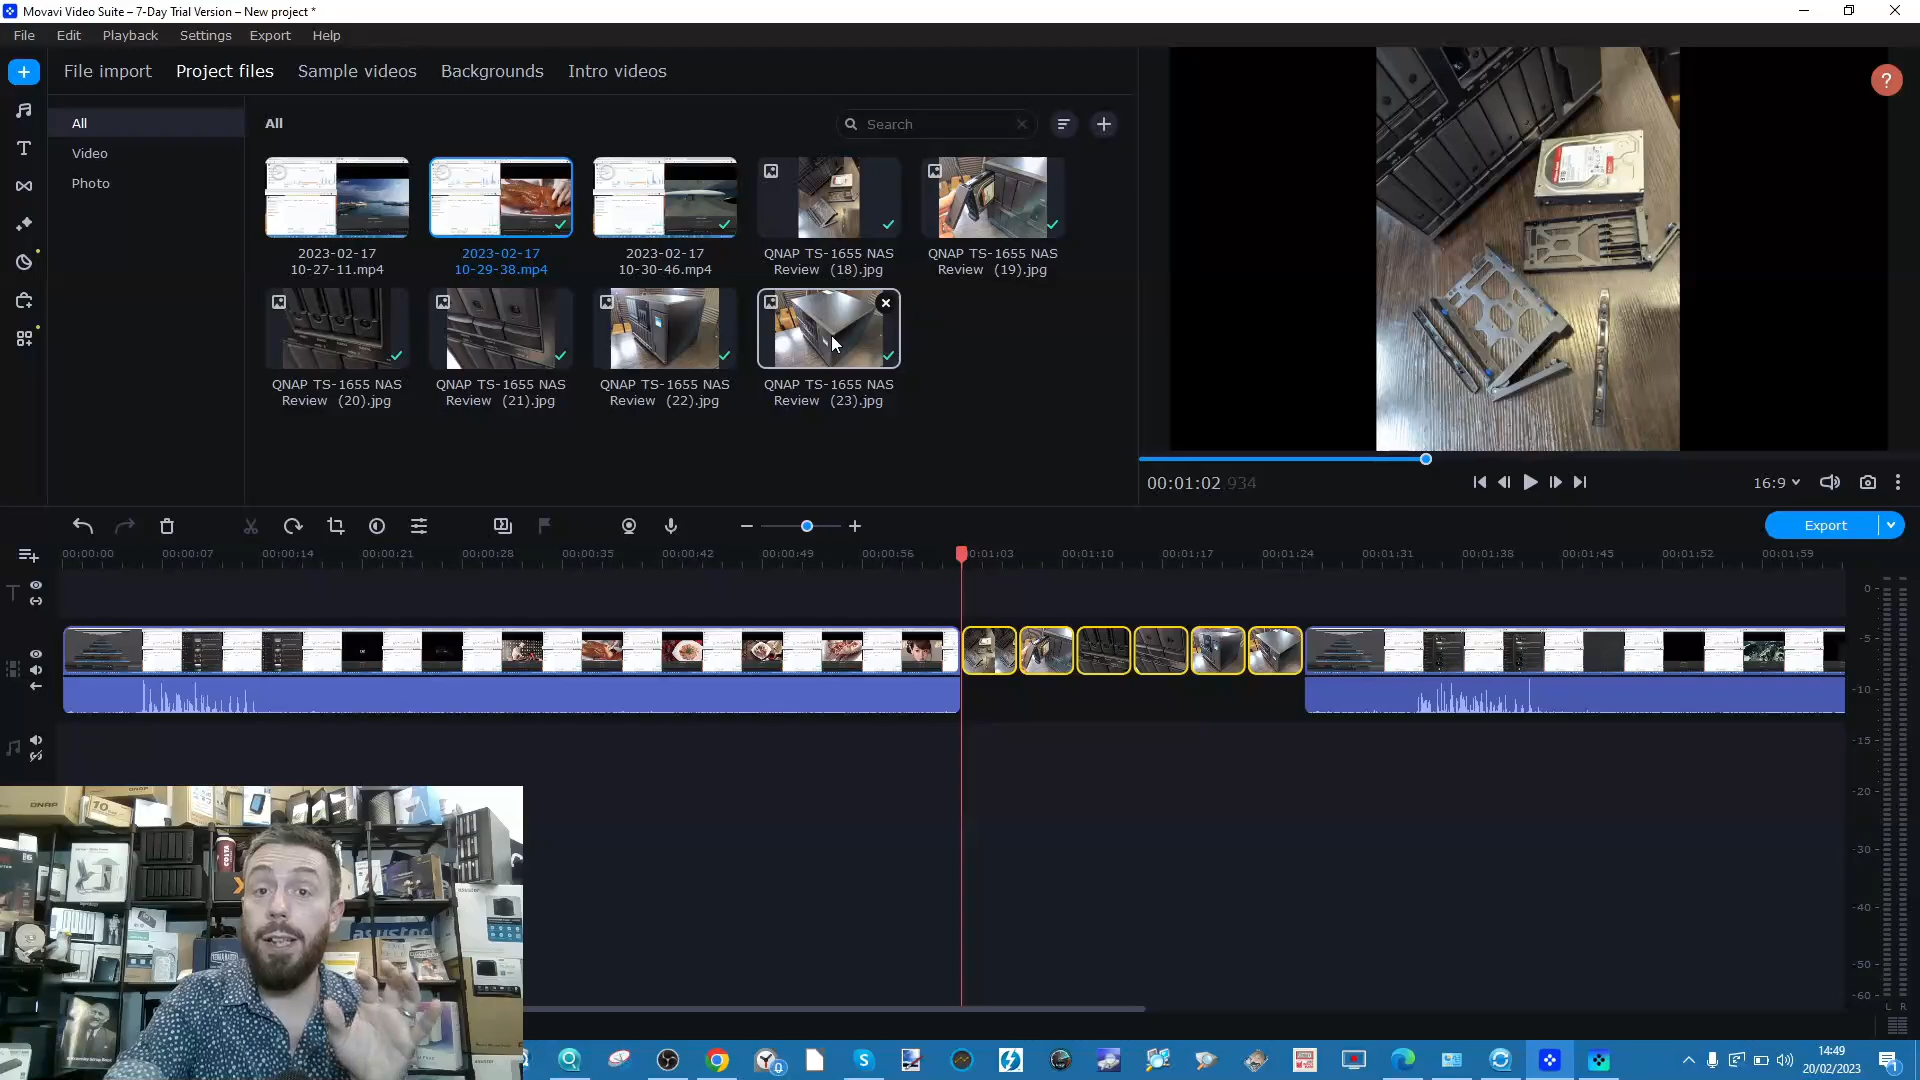 Movavi Video Suite – 7-Day Trial Version – New project *
File Edit Playback Settings Export Help
File import Project files Sample videos Backgrounds Intro videos
All
Video
Photo
All
Search
2023-02-17
10-27-11.mp4
2023-02-17
10-29-38.mp4
2023-02-17
10-30-46.mp4
QNAP TS-1655 NAS
Review (18).jpg
QNAP TS-1655 NAS
Review (19).jpg
QNAP TS-1655 NAS
Review (20).jpg
QNAP TS-1655 NAS
Review (21).jpg
QNAP TS-1655 NAS
Review (22).jpg
QNAP TS-1655 NAS
Review (23).jpg
?
00:01:02.934
16:9
Export
00:00:00 00:00:07 00:00:14 00:00:21 00:00:28 00:00:35 00:00:42 00:00:49 00:00:56 00:01:03 00:01:10 00:01:17 00:01:24 00:01:31 00:01:38 00:01:45 00:01:52 00:01:59
0
-5
-10
-15
-20
-30
-40
-50
-60
L R
QNAP
10
COSTA
asustor
14:49
20/02/2023